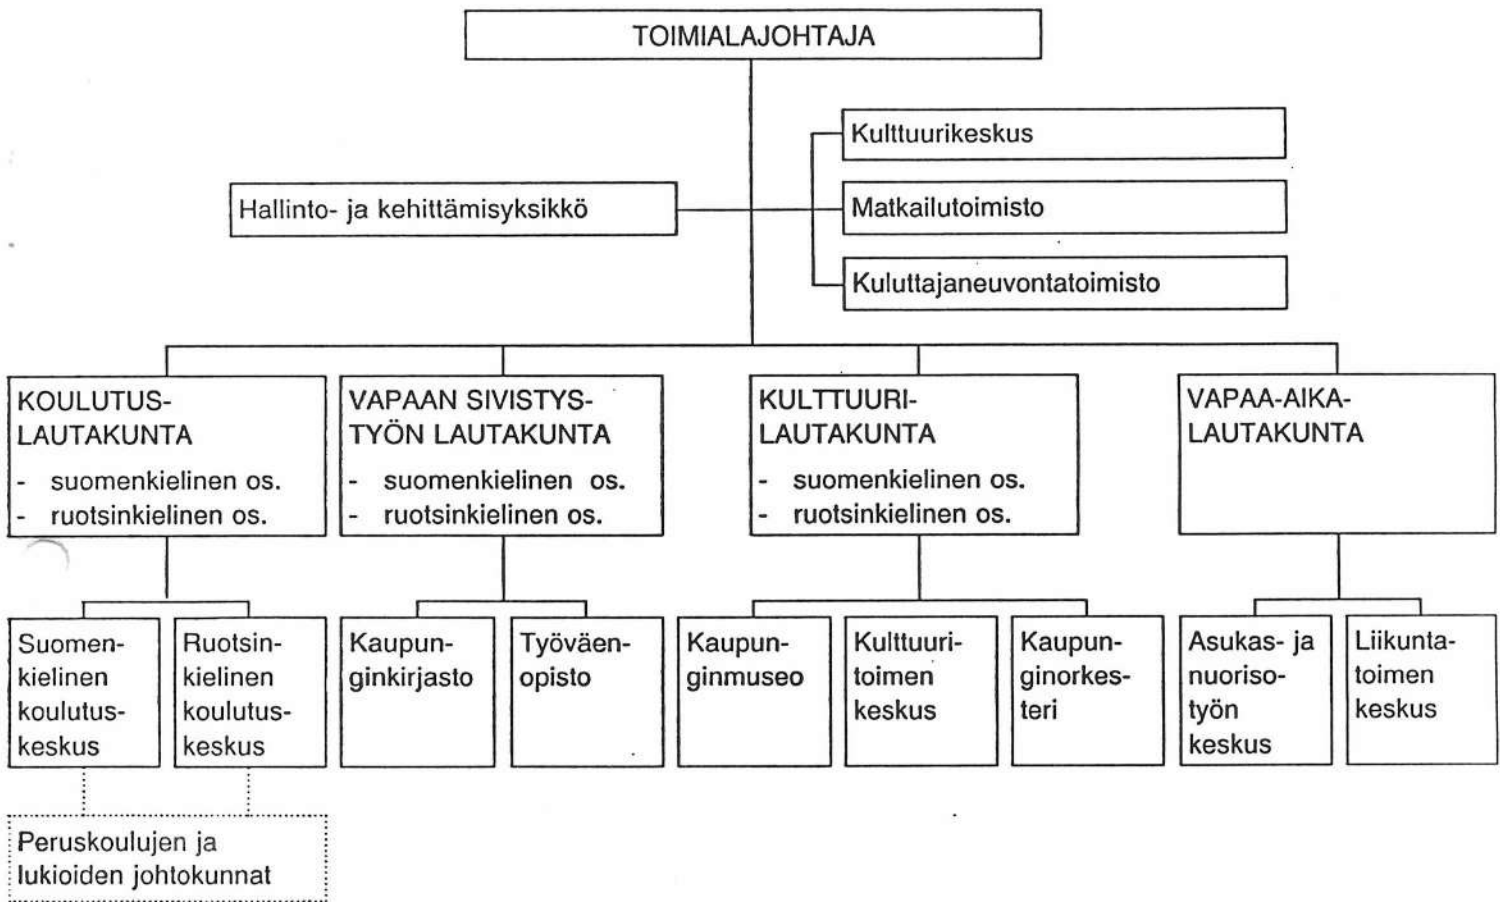 TOIMIALAJOHTAJA
Kulttuurikeskus
Hallinto- ja kehittämisyksikkö
Matkailutoimisto
Kuluttajaneuvontatoimisto
KOULUTUS-
LAUTAKUNTA
- suomenkielinen os.
- ruotsinkielinen os.
VAPAAN SIVISTYS-
TYÖN LAUTAKUNTA
- suomenkielinen os.
- ruotsinkielinen os.
KULTTUURI-
LAUTAKUNTA
- suomenkielinen os.
- ruotsinkielinen os.
VAPAA-AIKA-
LAUTAKUNTA
Suomen-
kielinen
koulutus-
keskus
Ruotsin-
kielinen
koulutus-
keskus
Kaupun-
ginkirjasto
Työväen-
opisto
Kaupun-
ginmuseo
Kulttuuri-
toimen
keskus
Kaupun-
ginorkes-
teri
Asukas- ja
nuoriso-
työn
keskus
Liikunta-
toimen
keskus
Peruskoulujen ja
lukioiden johtokunnat